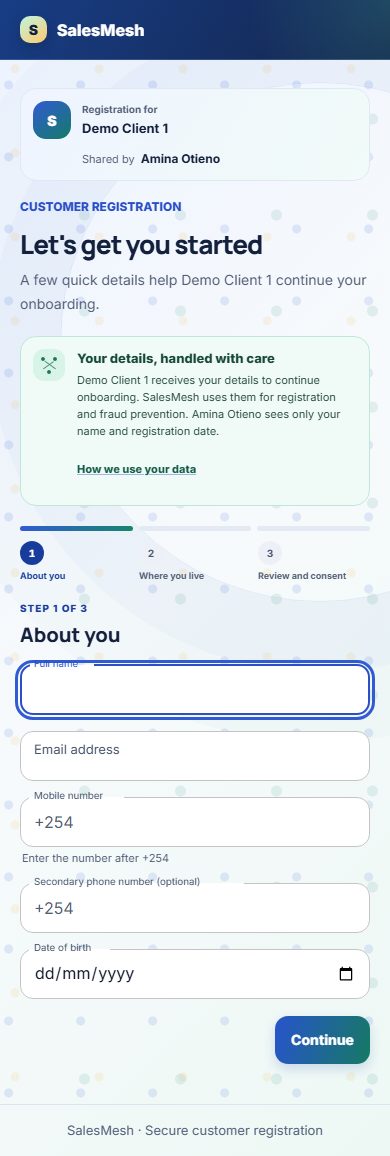 S SalesMesh
S
Registration for
Demo Client 1
Shared by Amina Otieno
CUSTOMER REGISTRATION
Let's get you started
A few quick details help Demo Client 1 continue your
onboarding.
Your details, handled with care
Demo Client 1 receives your details to continue
onboarding. SalesMesh uses them for registration
and fraud prevention. Amina Otieno sees only your
name and registration date.
How we use your data
1 2 3
About you Where you live Review and consent
STEP 1 OF 3
About you
Full name
Email address
Mobile number
+254
Enter the number after +254
Secondary phone number (optional)
+254
Date of birth
dd/mm/yyyy
Continue
SalesMesh · Secure customer registration